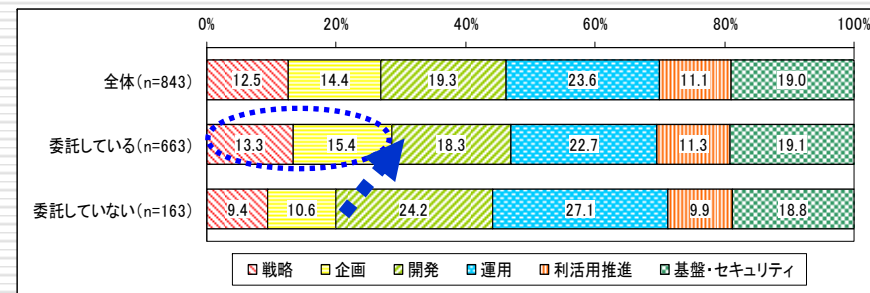 0% 20% 40% 60% 80% 100%
全体(n=843) 12.5 14.4 19.3 23.6 11.1 19.0
委託している(n=663) 13.3 15.4 18.3 22.7 11.3 19.1
委託していない(n=163) 9.4 10.6 24.2 27.1 9.9 18.8
戦略 企画 開発 運用 利活用推進 基盤・セキュリティ